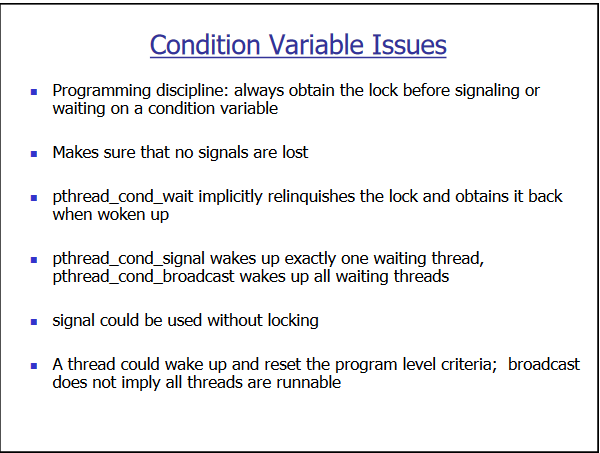 Condition Variable Issues
Programming discipline: always obtain the lock before signaling or
waiting on a condition variable
Makes sure that no signals are lost
pthread_cond_wait implicitly relinquishes the lock and obtains it back
when woken up
pthread_cond_signal wakes up exactly one waiting thread,
pthread_cond_broadcast wakes up all waiting threads
signal could be used without locking
A thread could wake up and reset the program level criteria;  broadcast
does not imply all threads are runnable